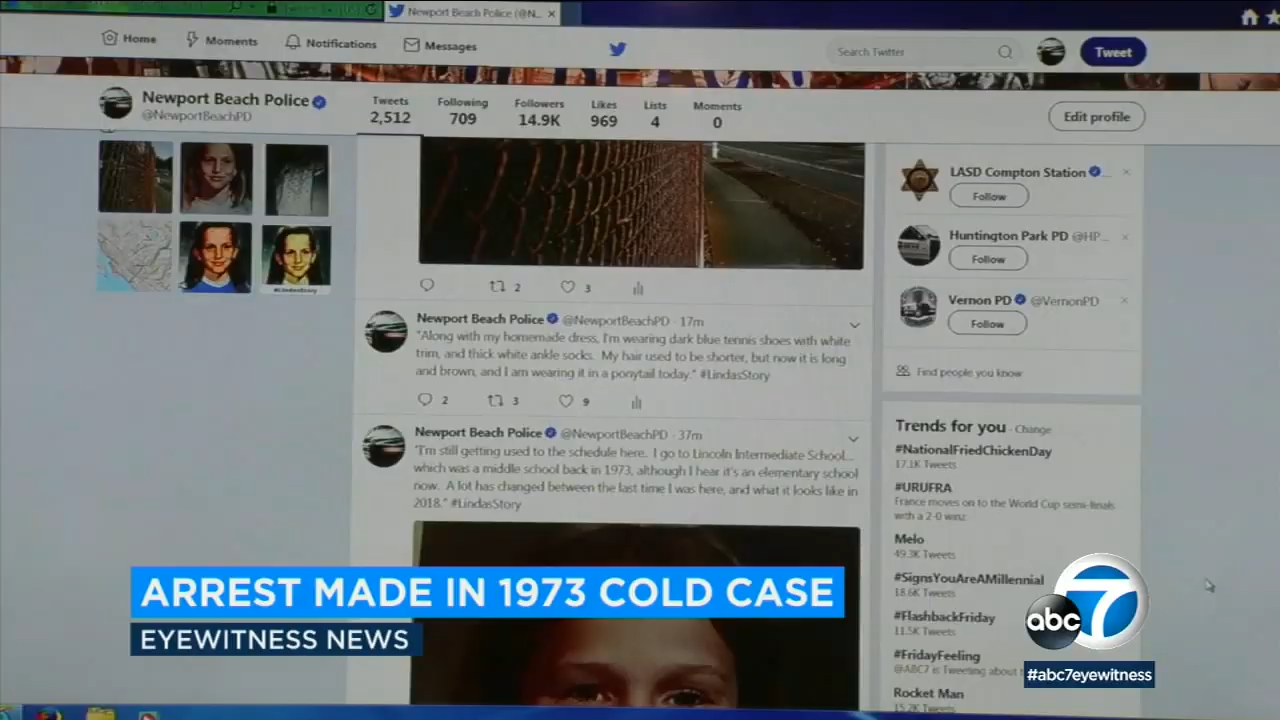 Newport Beach Police (@N...
Home
Moments
Notifications
Messages
Search Twitter
Tweet
Newport Beach Police
@NewportBeachPD
Tweets
2,512
Following
709
Followers
14.9K
Likes
969
Lists
4
Moments
0
Edit profile
2
3
Newport Beach Police @NewportBeachPD · 17m
"Along with my homemade dress, I'm wearing dark blue tennis shoes with white
trim, and thick white ankle socks. My hair used to be shorter, but now it is long
and brown, and I am wearing it in a ponytail today." #LindasStory
2 3 9
Newport Beach Police @NewportBeachPD · 37m
"I'm still getting used to the schedule here. I go to Lincoln Intermediate School...
which was a middle school back in 1973, although I hear it's an elementary school
now. A lot has changed between the last time I was here, and what it looks like in
2018." #LindasStory
#LindasStory
LASD Compton Station ...
Follow
Huntington Park PD @HP...
Follow
Vernon PD @VernonPD
Follow
Find people you know
Trends for you · Change
#NationalFriedChickenDay
17.1K Tweets
#URUFRA
France moves on to the World Cup semi-finals
with a 2-0 win
Melo
49.3K Tweets
#SignsYouAreAMillennial
18.6K Tweets
#FlashbackFriday
11.5K Tweets
#FridayFeeling
@ABC7 is Tweeting about t
Rocket Man
15.2K Tweets
ARREST MADE IN 1973 COLD CASE
EYEWITNESS NEWS
abc 7
#abc7eyewitness